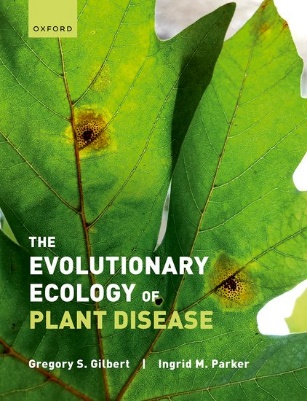 OXFORD
THE
EVOLUTIONARY
ECOLOGY OF
PLANT DISEASE
Gregory S. Gilbert | Ingrid M. Parker